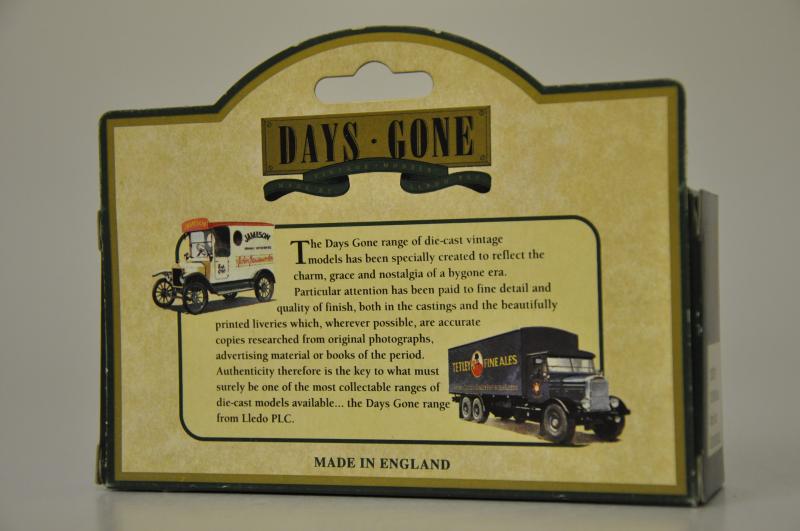 DAYS · GONE
VINTAGE MODELS
JAMESON
The Days Gone range of die-cast vintage
models has been specially created to reflect the
charm, grace and nostalgia of a bygone era.
Particular attention has been paid to fine detail and
quality of finish, both in the castings and the beautifully
printed liveries which, wherever possible, are accurate
copies researched from original photographs,
advertising material or books of the period.
Authenticity therefore is the key to what must
surely be one of the most collectable ranges of
die-cast models available... the Days Gone range
from Lledo PLC.
TETLEY FINE ALES
MADE IN ENGLAND